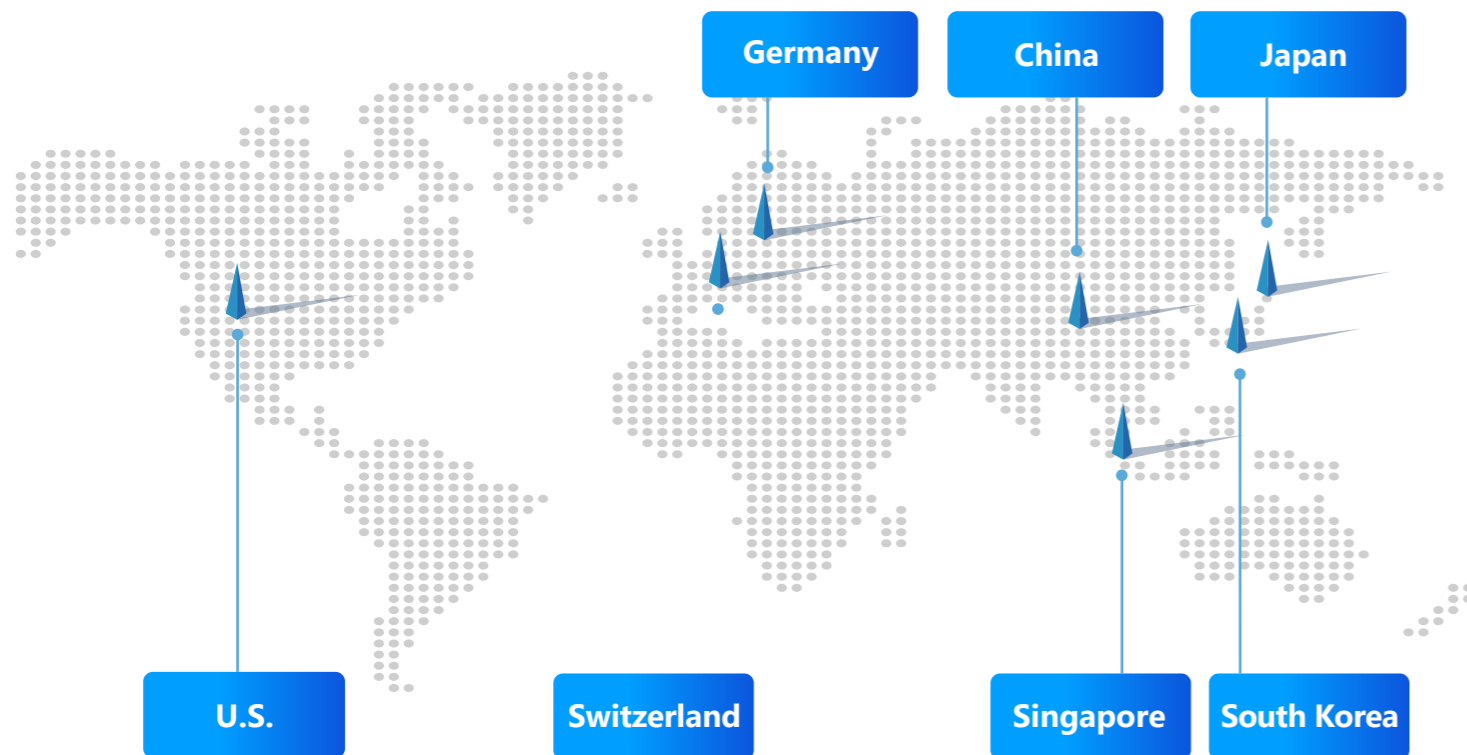 Germany
China
Japan
U.S.
Switzerland
Singapore
South Korea